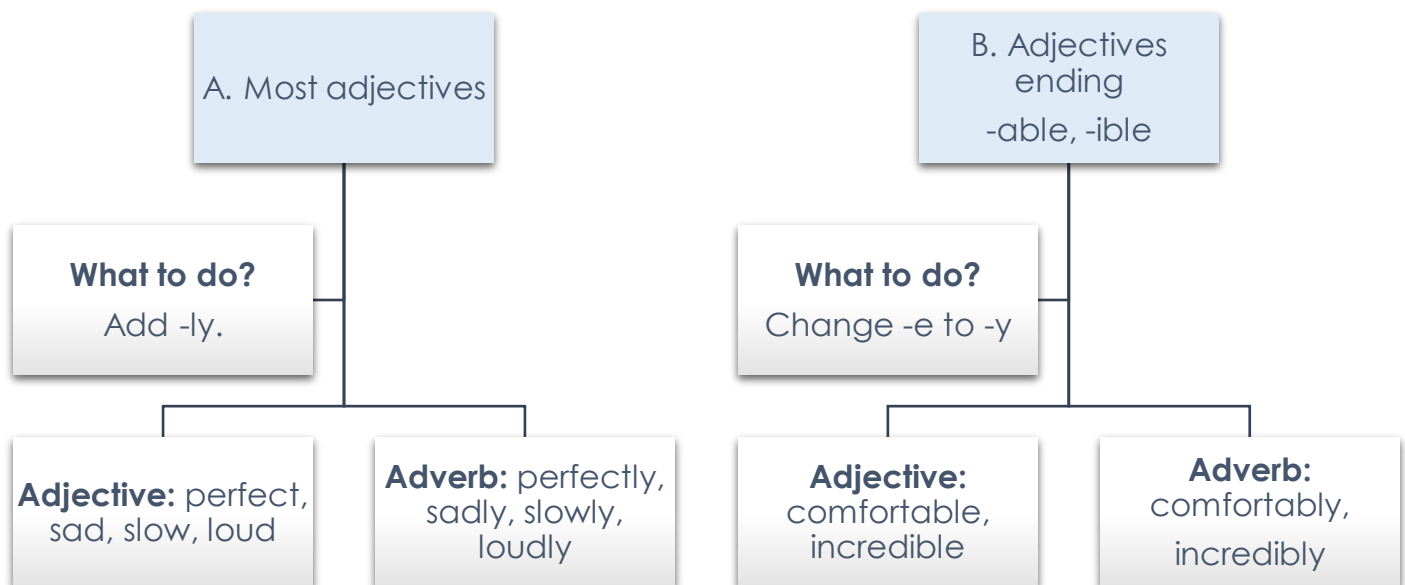 A. Most adjectives
What to do?
Add -ly.
Adjective: perfect,
sad, slow, loud
Adverb: perfectly,
sadly, slowly,
loudly
B. Adjectives
ending
-able, -ible
What to do?
Change -e to -y
Adjective:
comfortable,
incredible
Adverb:
comfortably,
incredibly